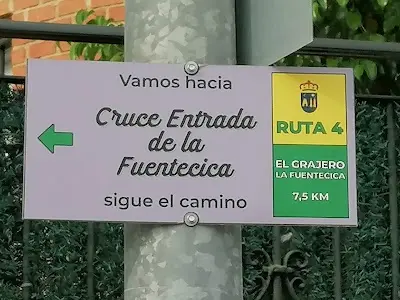 Vamos hacia
Cruce Entrada
de la
Fuentecica
sigue el camino
RUTA 4
EL GRAJERO
LA FUENTECICA
7,5 KM